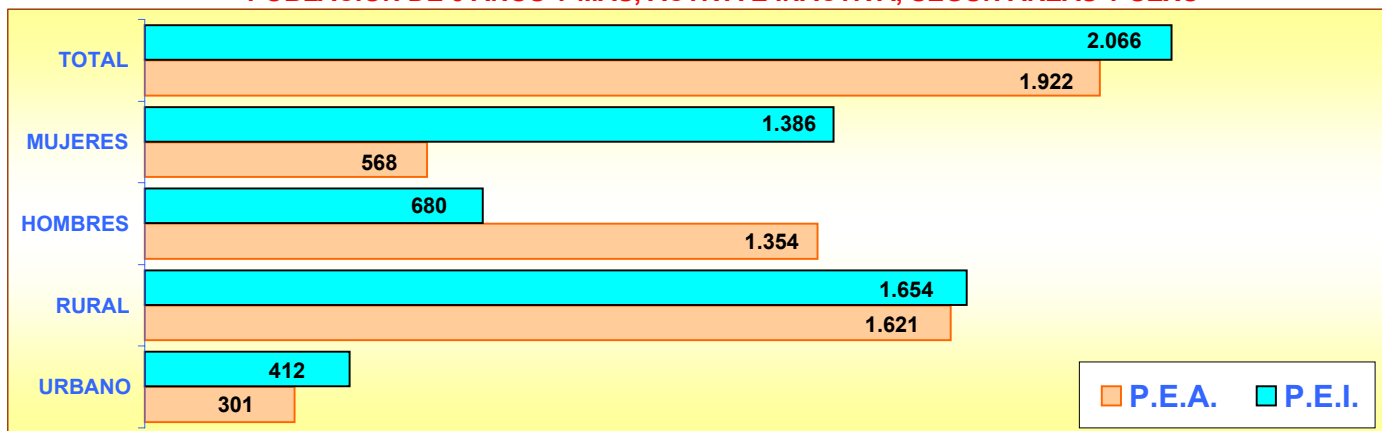 TOTAL
2.066
1.922
MUJERES
1.386
568
HOMBRES
680
1.354
RURAL
1.654
1.621
URBANO
412
301
P.E.A. P.E.I.